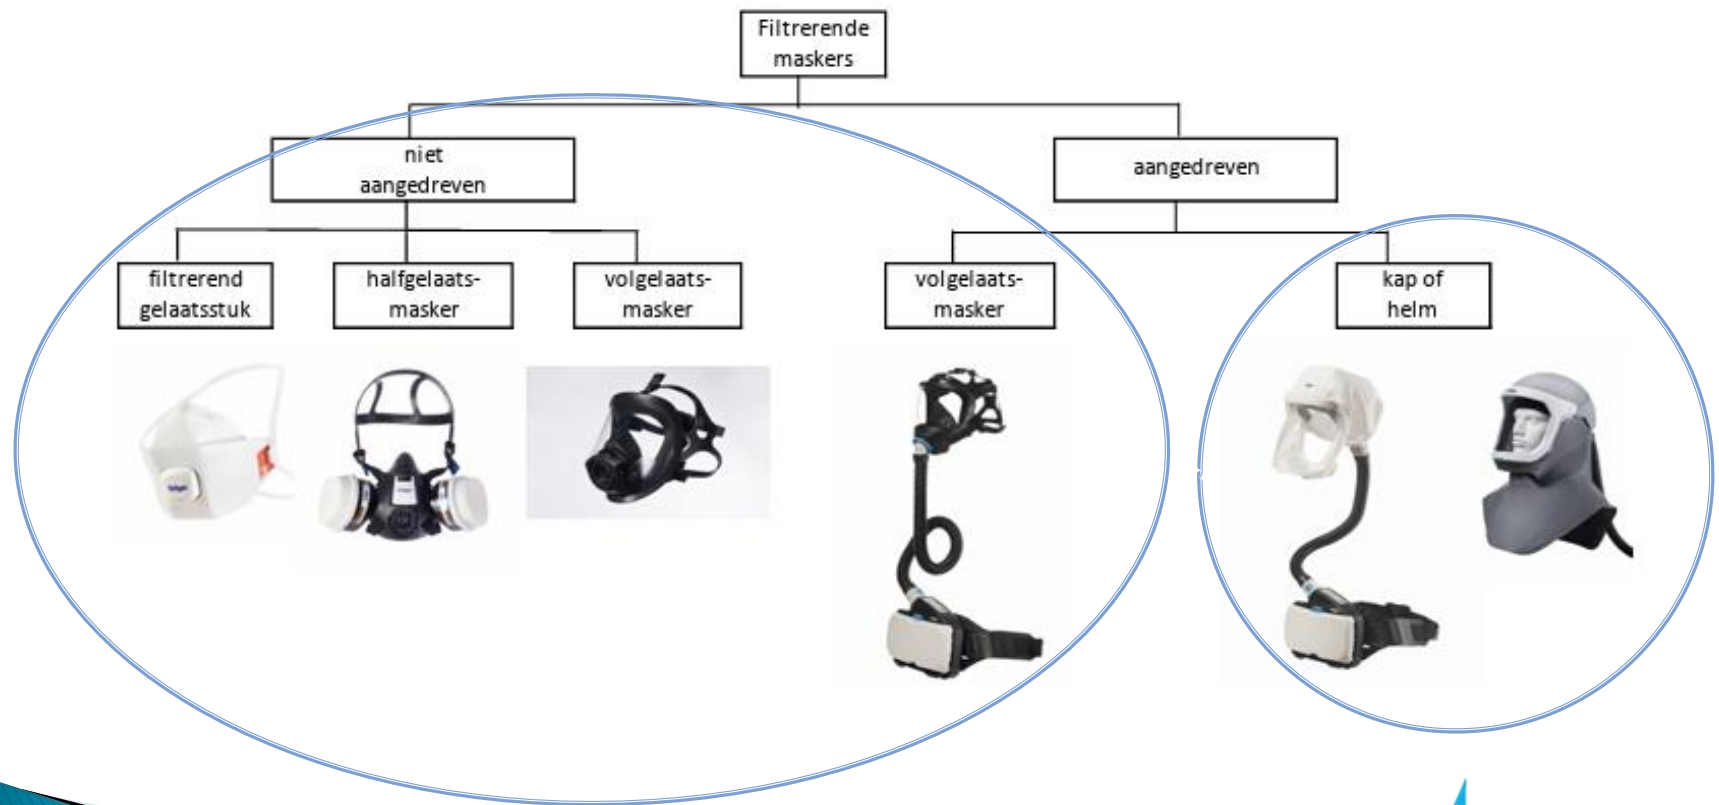 Filtrerende
maskers
niet
aangedreven
aangedreven
filtrerend
gelaatsstuk
halfgelaats-
masker
volgelaats-
masker
volgelaats-
masker
kap of
helm